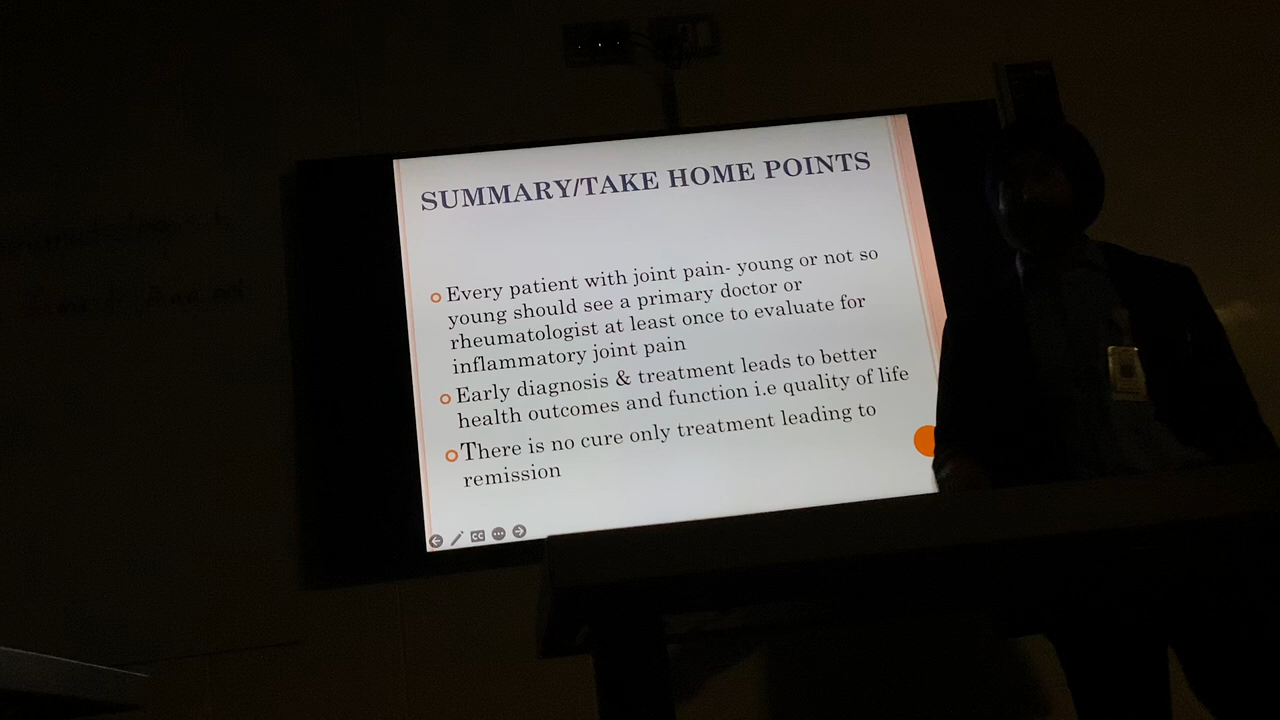 SUMMARY/TAKE HOME POINTS
Every patient with joint pain- young or not so
young should see a primary doctor or
rheumatologist at least once to evaluate for
inflammatory joint pain
Early diagnosis & treatment leads to better
health outcomes and function i.e quality of life
There is no cure only treatment leading to
remission
CC